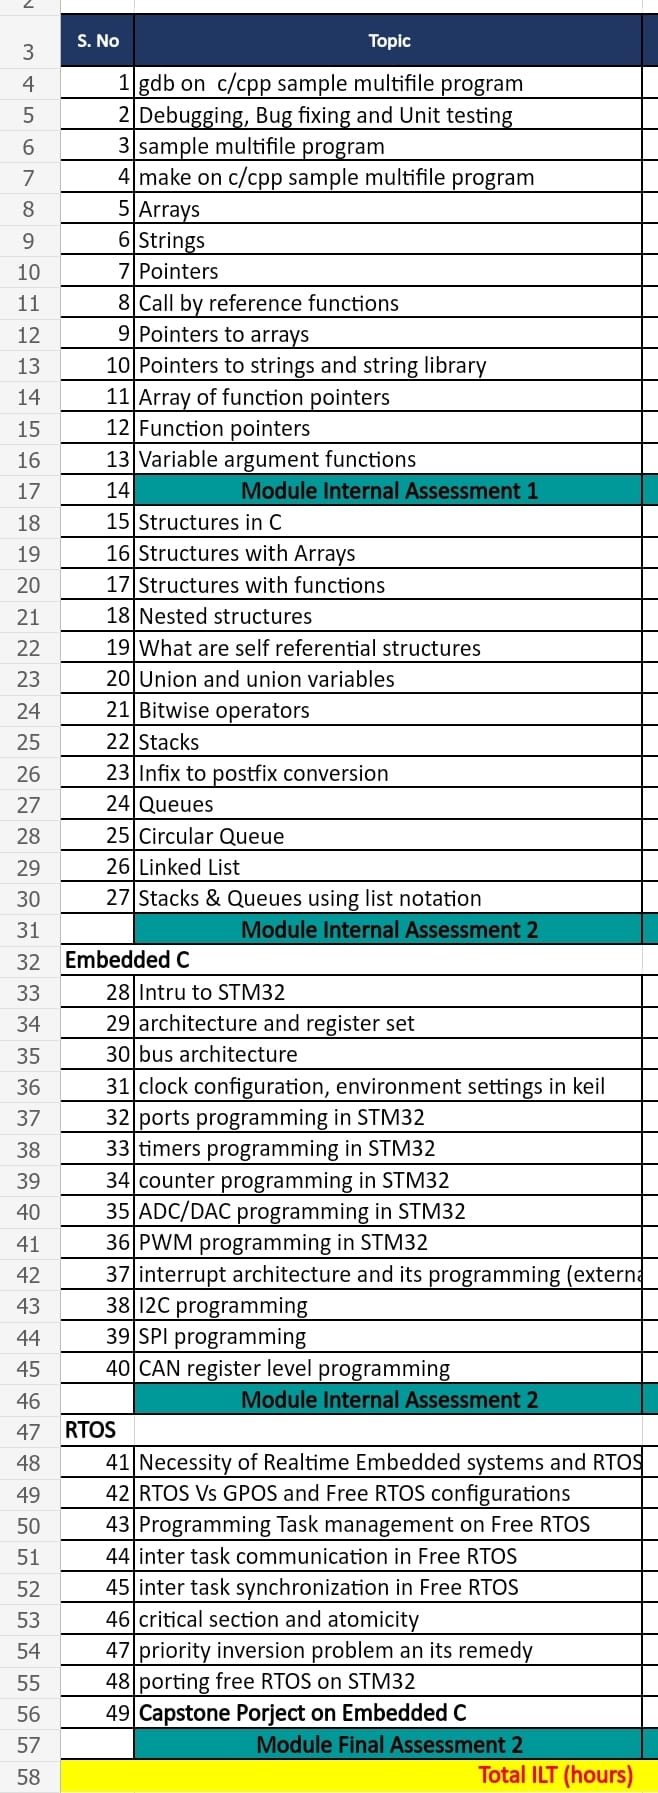 2
3 S. No Topic
4 1 gdb on c/cpp sample multifile program
5 2 Debugging, Bug fixing and Unit testing
6 3 sample multifile program
7 4 make on c/cpp sample multifile program
8 5 Arrays
9 6 Strings
10 7 Pointers
11 8 Call by reference functions
12 9 Pointers to arrays
13 10 Pointers to strings and string library
14 11 Array of function pointers
15 12 Function pointers
16 13 Variable argument functions
17 14 Module Internal Assessment 1
18 15 Structures in C
19 16 Structures with Arrays
20 17 Structures with functions
21 18 Nested structures
22 19 What are self referential structures
23 20 Union and union variables
24 21 Bitwise operators
25 22 Stacks
26 23 Infix to postfix conversion
27 24 Queues
28 25 Circular Queue
29 26 Linked List
30 27 Stacks & Queues using list notation
31 Module Internal Assessment 2
32 Embedded C
33 28 Intru to STM32
34 29 architecture and register set
35 30 bus architecture
36 31 clock configuration, environment settings in keil
37 32 ports programming in STM32
38 33 timers programming in STM32
39 34 counter programming in STM32
40 35 ADC/DAC programming in STM32
41 36 PWM programming in STM32
42 37 interrupt architecture and its programming (externa
43 38 I2C programming
44 39 SPI programming
45 40 CAN register level programming
46 Module Internal Assessment 2
47 RTOS
48 41 Necessity of Realtime Embedded systems and RTOS
49 42 RTOS Vs GPOS and Free RTOS configurations
50 43 Programming Task management on Free RTOS
51 44 inter task communication in Free RTOS
52 45 inter task synchronization in Free RTOS
53 46 critical section and atomicity
54 47 priority inversion problem an its remedy
55 48 porting free RTOS on STM32
56 49 Capstone Porject on Embedded C
57 Module Final Assessment 2
58 Total ILT (hours)